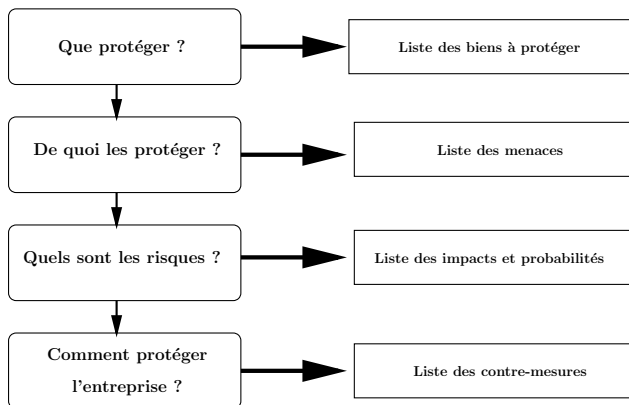 Que protéger ?
Liste des biens à protéger
De quoi les protéger ?
Liste des menaces
Quels sont les risques ?
Liste des impacts et probabilités
Comment protéger
l'entreprise ?
Liste des contre-mesures